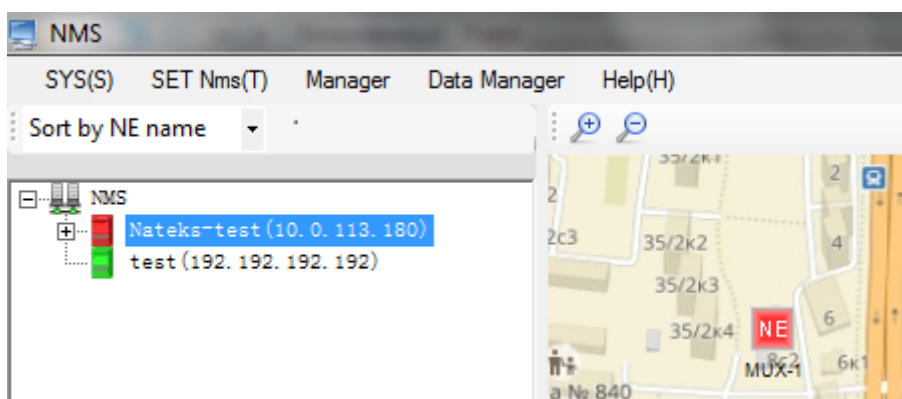 NMS
SYS(S) SET Nms(T) Manager Data Manager Help(H)
Sort by NE name
NMS
Nateks-test(10.0.113.180)
test(192.192.192.192)
35/2к1
2
2
2с3
35/2к2
4
35/2к3
35/2к4
NE
6
MUX-1
6к1
а № 840